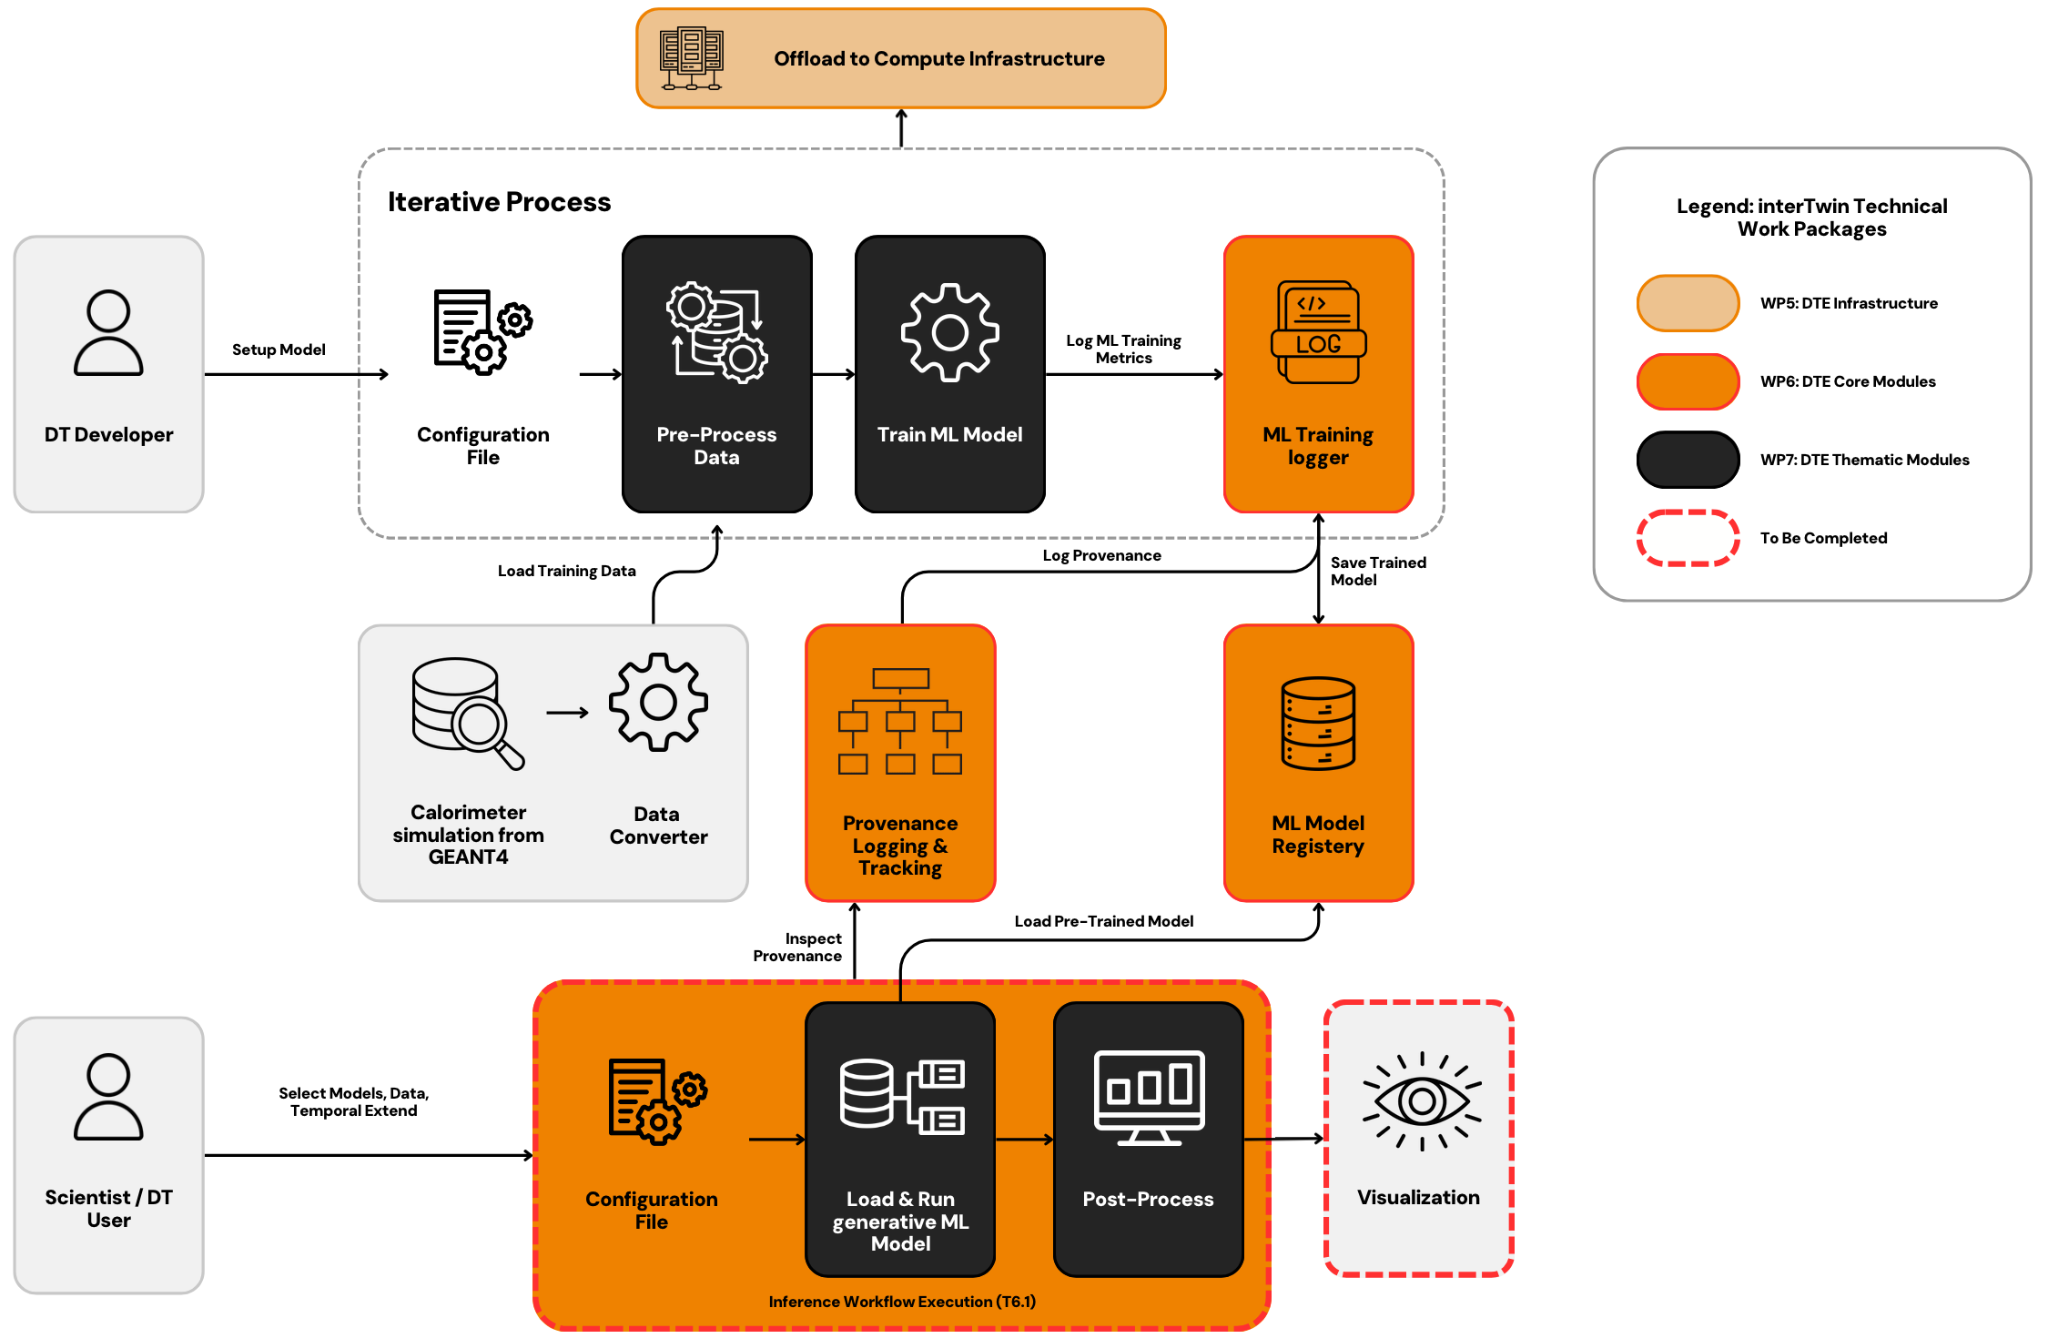 Offload to Compute Infrastructure
Iterative Process
DT Developer
Setup Model
Configuration
File
Pre-Process
Data
Train ML Model
Log ML Training
Metrics
LOG
ML Training
logger
Legend: interTwin Technical
Work Packages
WP5: DTE Infrastructure
WP6: DTE Core Modules
WP7: DTE Thematic Modules
To Be Completed
Load Training Data
Log Provenance
Save Trained
Model
Calorimeter
simulation from
GEANT4
Data
Converter
Provenance
Logging &
Tracking
ML Model
Registery
Inspect
Provenance
Load Pre-Trained Model
Scientist / DT
User
Select Models, Data,
Temporal Extend
Configuration
File
Load & Run
generative ML
Model
Post-Process
Visualization
Inference Workflow Execution (T6.1)